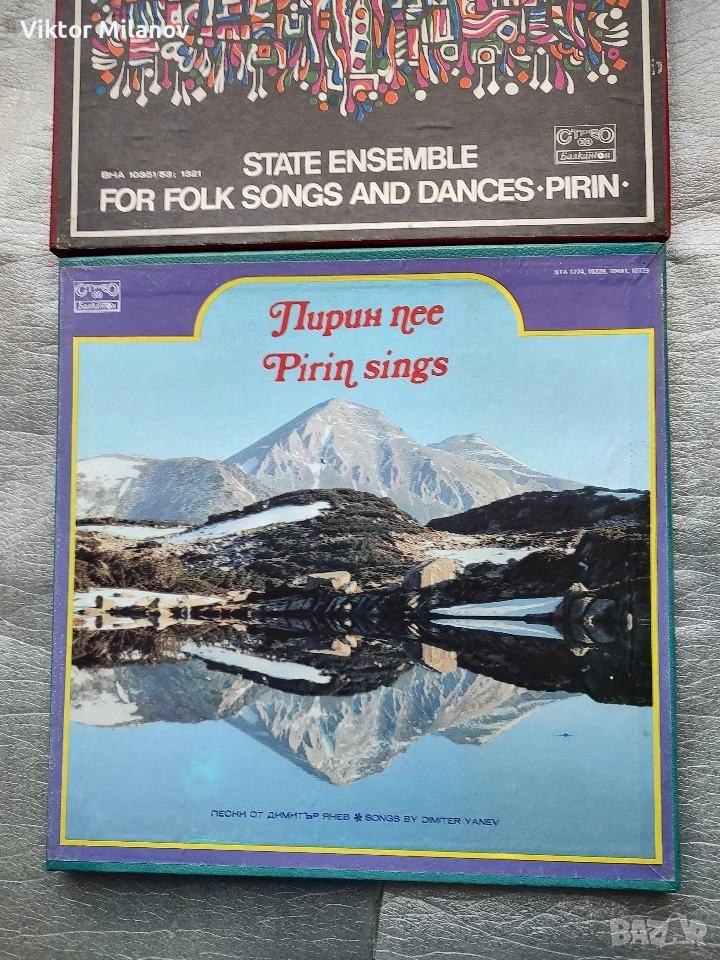 Viktor Milanov
СТЕРЕО
Балкантон
ВНА 10351/53; 1321
STATE ENSEMBLE
FOR FOLK SONGS AND DANCES·PIRIN·
СТЕРЕО
Балкантон
Пирин пее
Pirin sings
ПЕСНИ ОТ ДИМИТЪР ЯНЕВ ✻ SONGS BY DIMITER YANEV
BAZAR